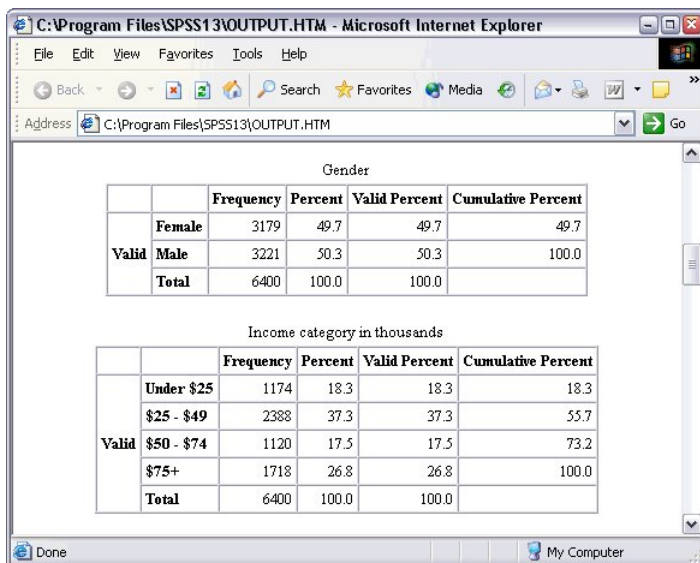 C:\Program Files\SPSS13\OUTPUT.HTM - Microsoft Internet Explorer
File Edit View Favorites Tools Help
Back Search Favorites Media »
Address C:\Program Files\SPSS13\OUTPUT.HTM Go
Gender
Frequency Percent Valid Percent Cumulative Percent
Valid Female 3179 49.7 49.7 49.7
Male 3221 50.3 50.3 100.0
Total 6400 100.0 100.0
Income category in thousands
Frequency Percent Valid Percent Cumulative Percent
Valid Under $25 1174 18.3 18.3 18.3
$25 - $49 2388 37.3 37.3 55.7
$50 - $74 1120 17.5 17.5 73.2
$75+ 1718 26.8 26.8 100.0
Total 6400 100.0 100.0
Done My Computer